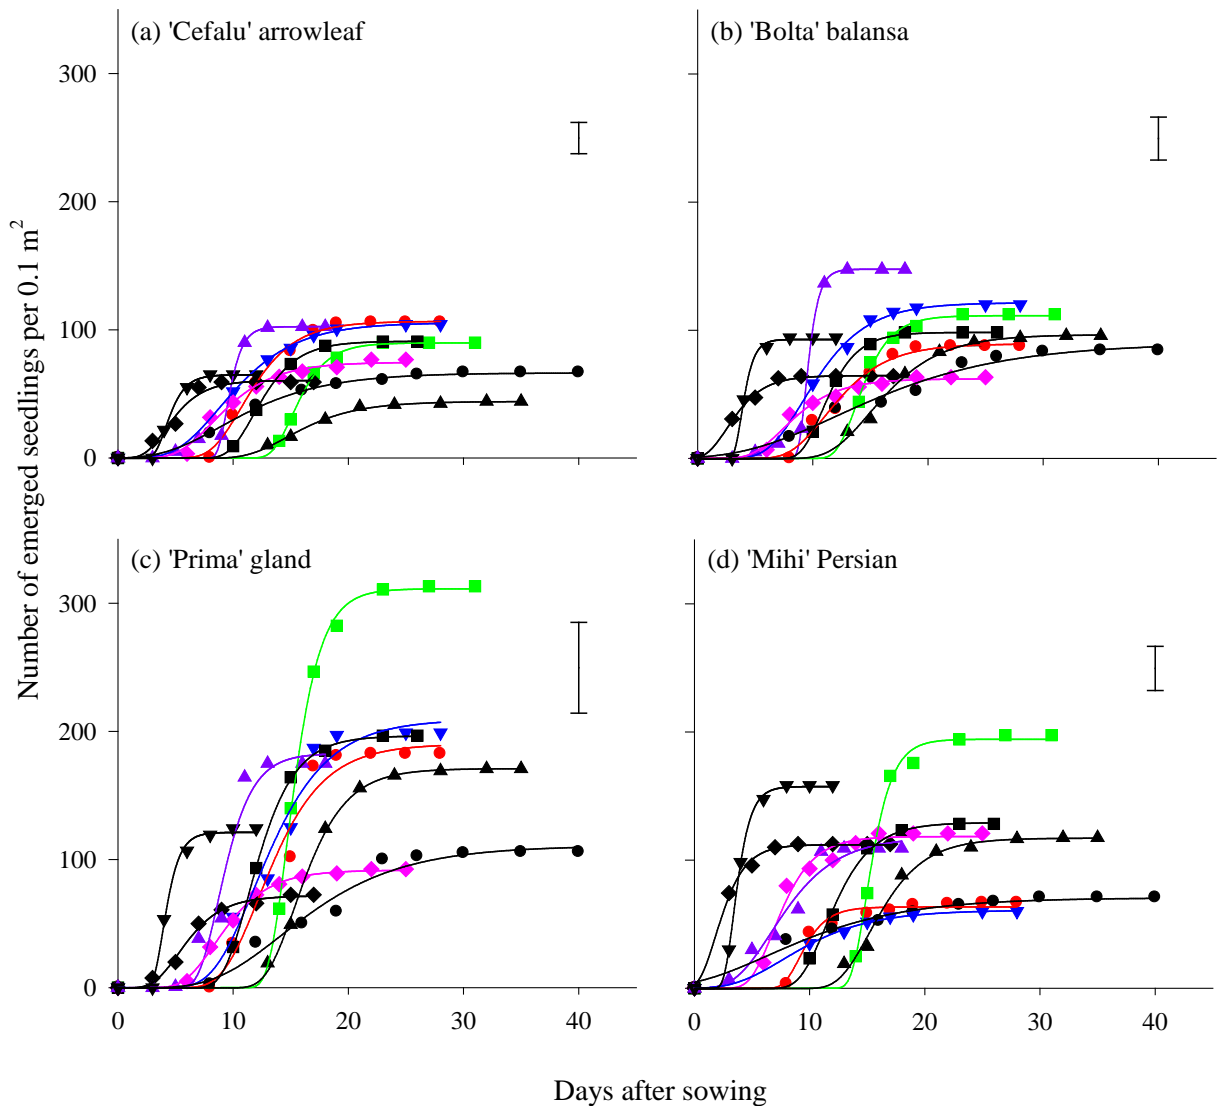 (a) 'Cefalu' arrowleaf
(b) 'Bolta' balansa
300
200
100
0
(c) 'Prima' gland
(d) 'Mihi' Persian
300
200
100
0
0 10 20 30 40
0 10 20 30 40
Number of emerged seedlings per 0.1 m²
Days after sowing